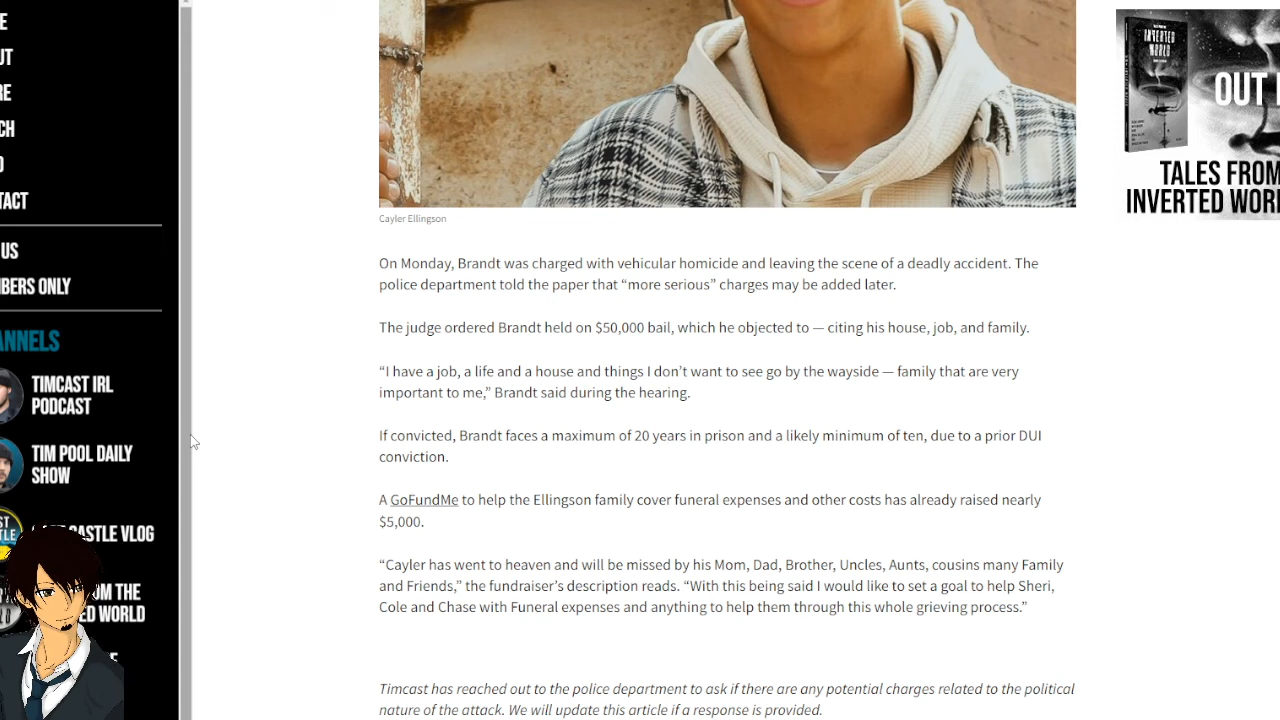 E
UT
RE
CH
O
TACT
US
BERS ONLY
ANNELS
TIMCAST IRL
PODCAST
TIM POOL DAILY
SHOW
CASTLE VLOG
OM THE
ED WORLD
Cayler Ellingson
On Monday, Brandt was charged with vehicular homicide and leaving the scene of a deadly accident. The
police department told the paper that “more serious” charges may be added later.
The judge ordered Brandt held on $50,000 bail, which he objected to — citing his house, job, and family.
“I have a job, a life and a house and things I don’t want to see go by the wayside — family that are very
important to me,” Brandt said during the hearing.
If convicted, Brandt faces a maximum of 20 years in prison and a likely minimum of ten, due to a prior DUI
conviction.
A GoFundMe to help the Ellingson family cover funeral expenses and other costs has already raised nearly
$5,000.
“Cayler has went to heaven and will be missed by his Mom, Dad, Brother, Uncles, Aunts, cousins many Family
and Friends,” the fundraiser’s description reads. “With this being said I would like to set a goal to help Sheri,
Cole and Chase with Funeral expenses and anything to help them through this whole grieving process.”
Timcast has reached out to the police department to ask if there are any potential charges related to the political
nature of the attack. We will update this article if a response is provided.
INVERTED
WORLD
OUT
TALES FROM
INVERTED WORL